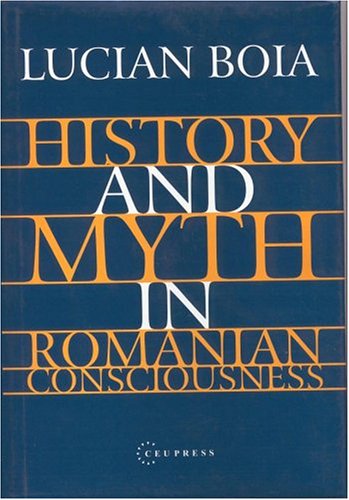 LUCIAN BOIA
HISTORY
AND
MYTH
IN
ROMANIAN
CONSCIOUSNESS
CEUPRESS